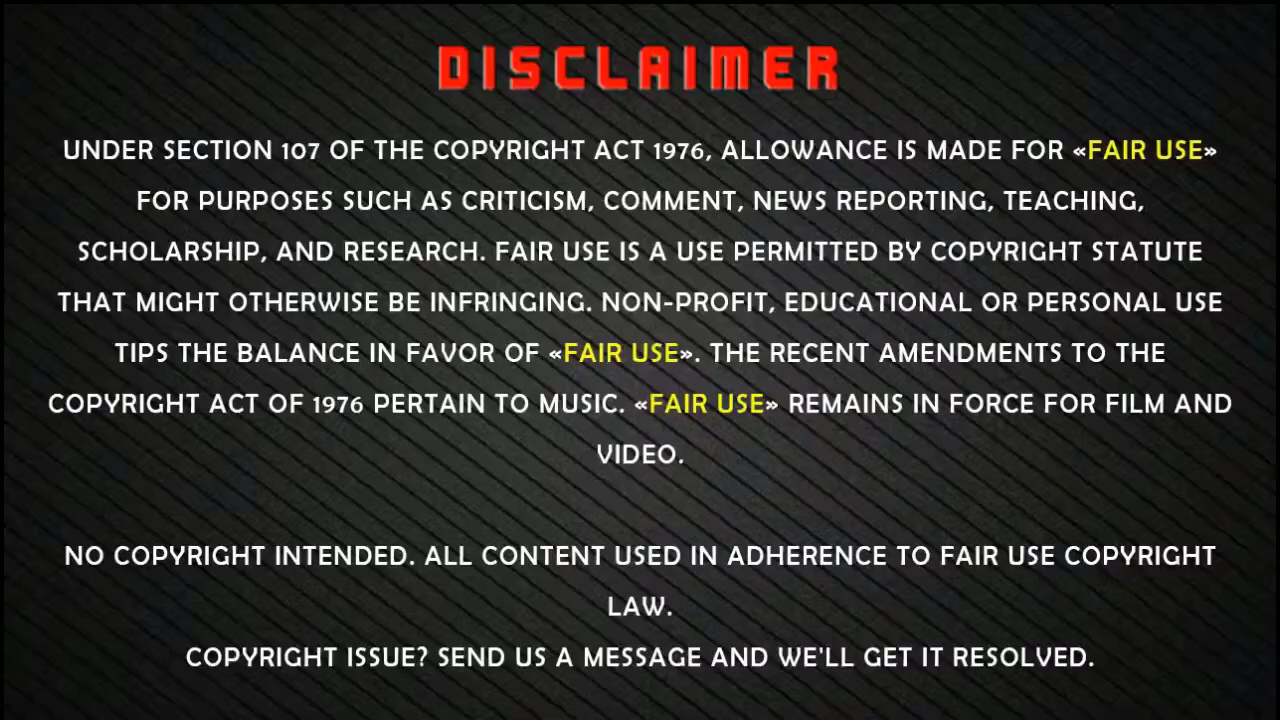 DISCLAIMER
UNDER SECTION 107 OF THE COPYRIGHT ACT 1976, ALLOWANCE IS MADE FOR «FAIR USE»
FOR PURPOSES SUCH AS CRITICISM, COMMENT, NEWS REPORTING, TEACHING,
SCHOLARSHIP, AND RESEARCH. FAIR USE IS A USE PERMITTED BY COPYRIGHT STATUTE
THAT MIGHT OTHERWISE BE INFRINGING. NON-PROFIT, EDUCATIONAL OR PERSONAL USE
TIPS THE BALANCE IN FAVOR OF «FAIR USE». THE RECENT AMENDMENTS TO THE
COPYRIGHT ACT OF 1976 PERTAIN TO MUSIC. «FAIR USE» REMAINS IN FORCE FOR FILM AND
VIDEO.
NO COPYRIGHT INTENDED. ALL CONTENT USED IN ADHERENCE TO FAIR USE COPYRIGHT
LAW.
COPYRIGHT ISSUE? SEND US A MESSAGE AND WE'LL GET IT RESOLVED.